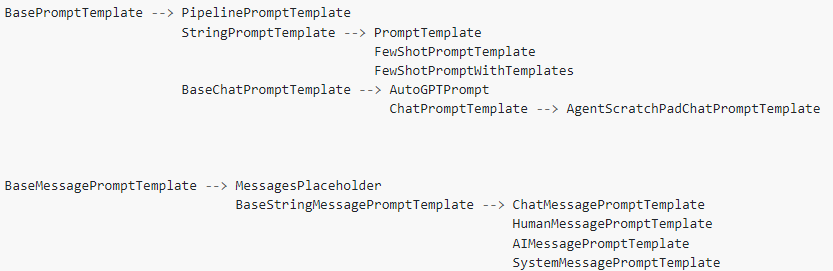 BasePromptTemplate --> PipelinePromptTemplate
StringPromptTemplate --> PromptTemplate
FewShotPromptTemplate
FewShotPromptWithTemplates
BaseChatPromptTemplate --> AutoGPTPrompt
ChatPromptTemplate --> AgentScratchPadChatPromptTemplate
BaseMessagePromptTemplate --> MessagesPlaceholder
BaseStringMessagePromptTemplate --> ChatMessagePromptTemplate
HumanMessagePromptTemplate
AIMessagePromptTemplate
SystemMessagePromptTemplate